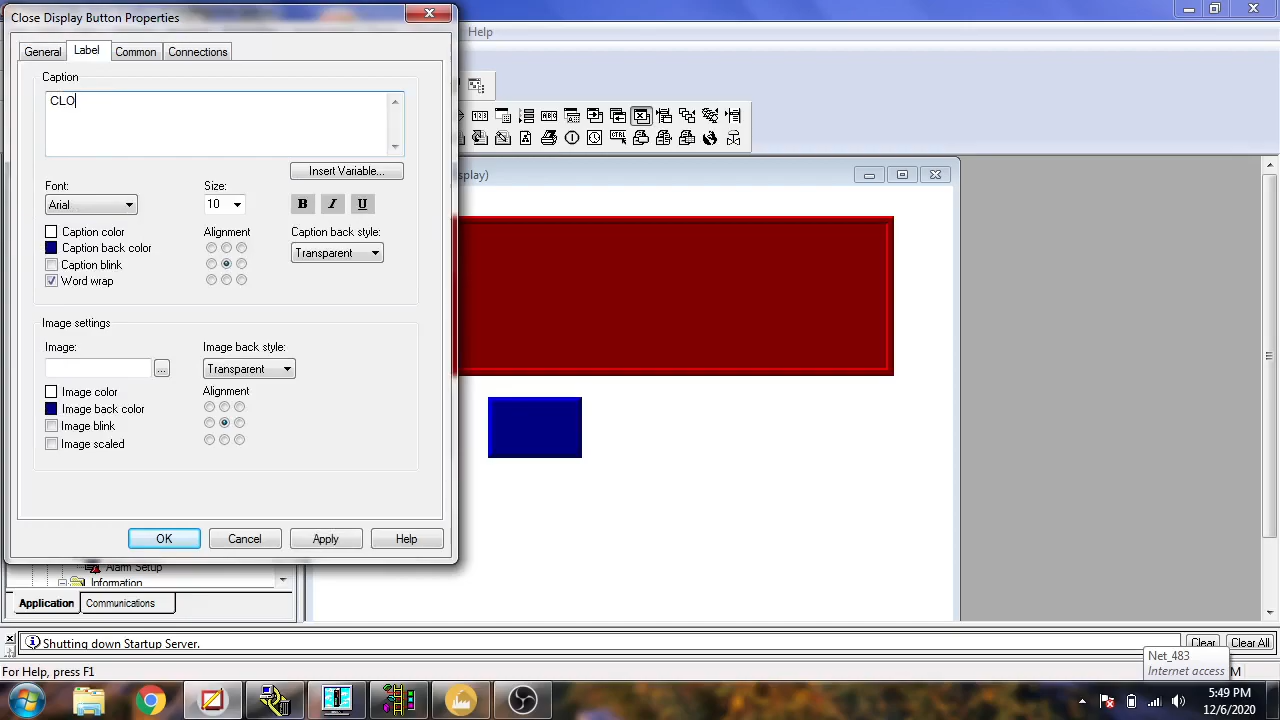 Close Display Button Properties
Help
General Label Common Connections
Caption
CLO
Insert Variable...
Font: Size:
Arial 10 B I U
Caption color Alignment Caption back style:
Caption back color Transparent
Caption blink
Word wrap
Image settings
Image: Image back style:
... Transparent
Image color Alignment
Image back color
Image blink
Image scaled
OK Cancel Apply Help
play)
Alarm Setup
Information
Application Communications
Shutting down Startup Server. Clear Clear All
Net_483
Internet access
For Help, press F1 M
5:49 PM
12/6/2020